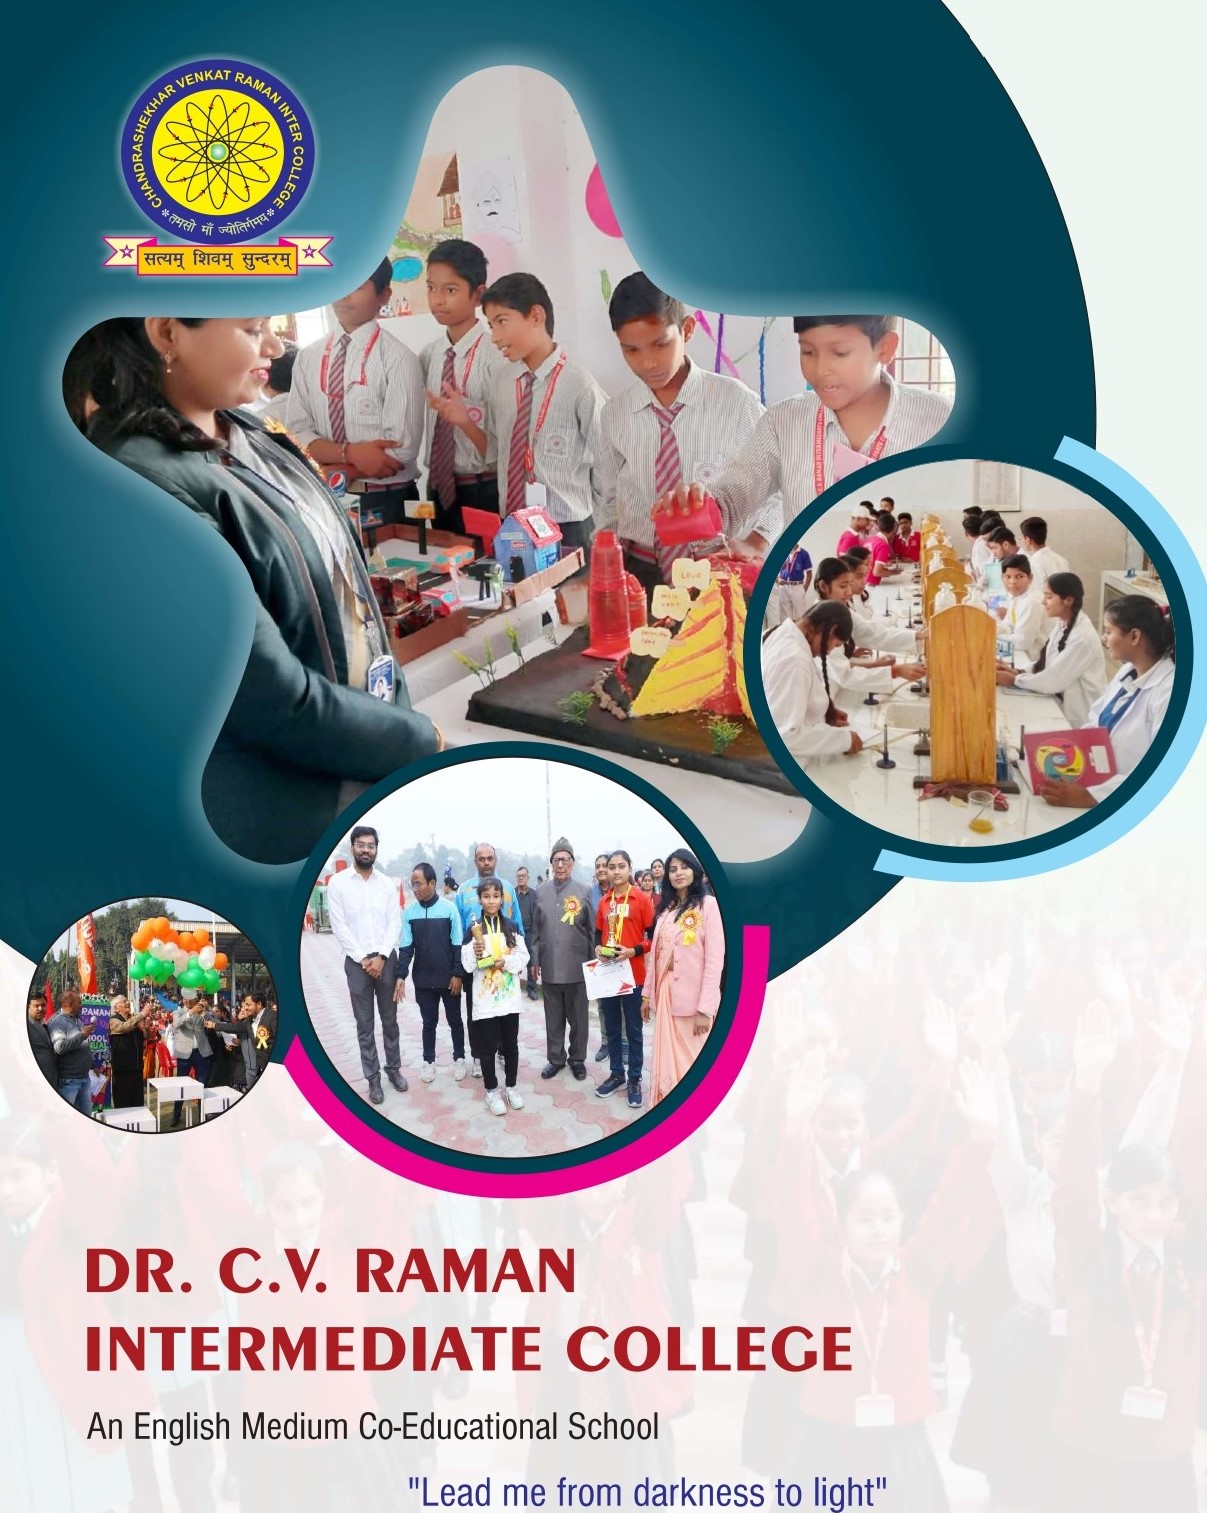 CHANDRASHEKHAR VENKAT RAMAN INTER COLLEGE
* तमसो माँ ज्योतिर्गमय *
सत्यम् शिवम् सुन्दरम्
RAMAN
DR. C.V. RAMAN
INTERMEDIATE COLLEGE
An English Medium Co-Educational School
"Lead me from darkness to light"